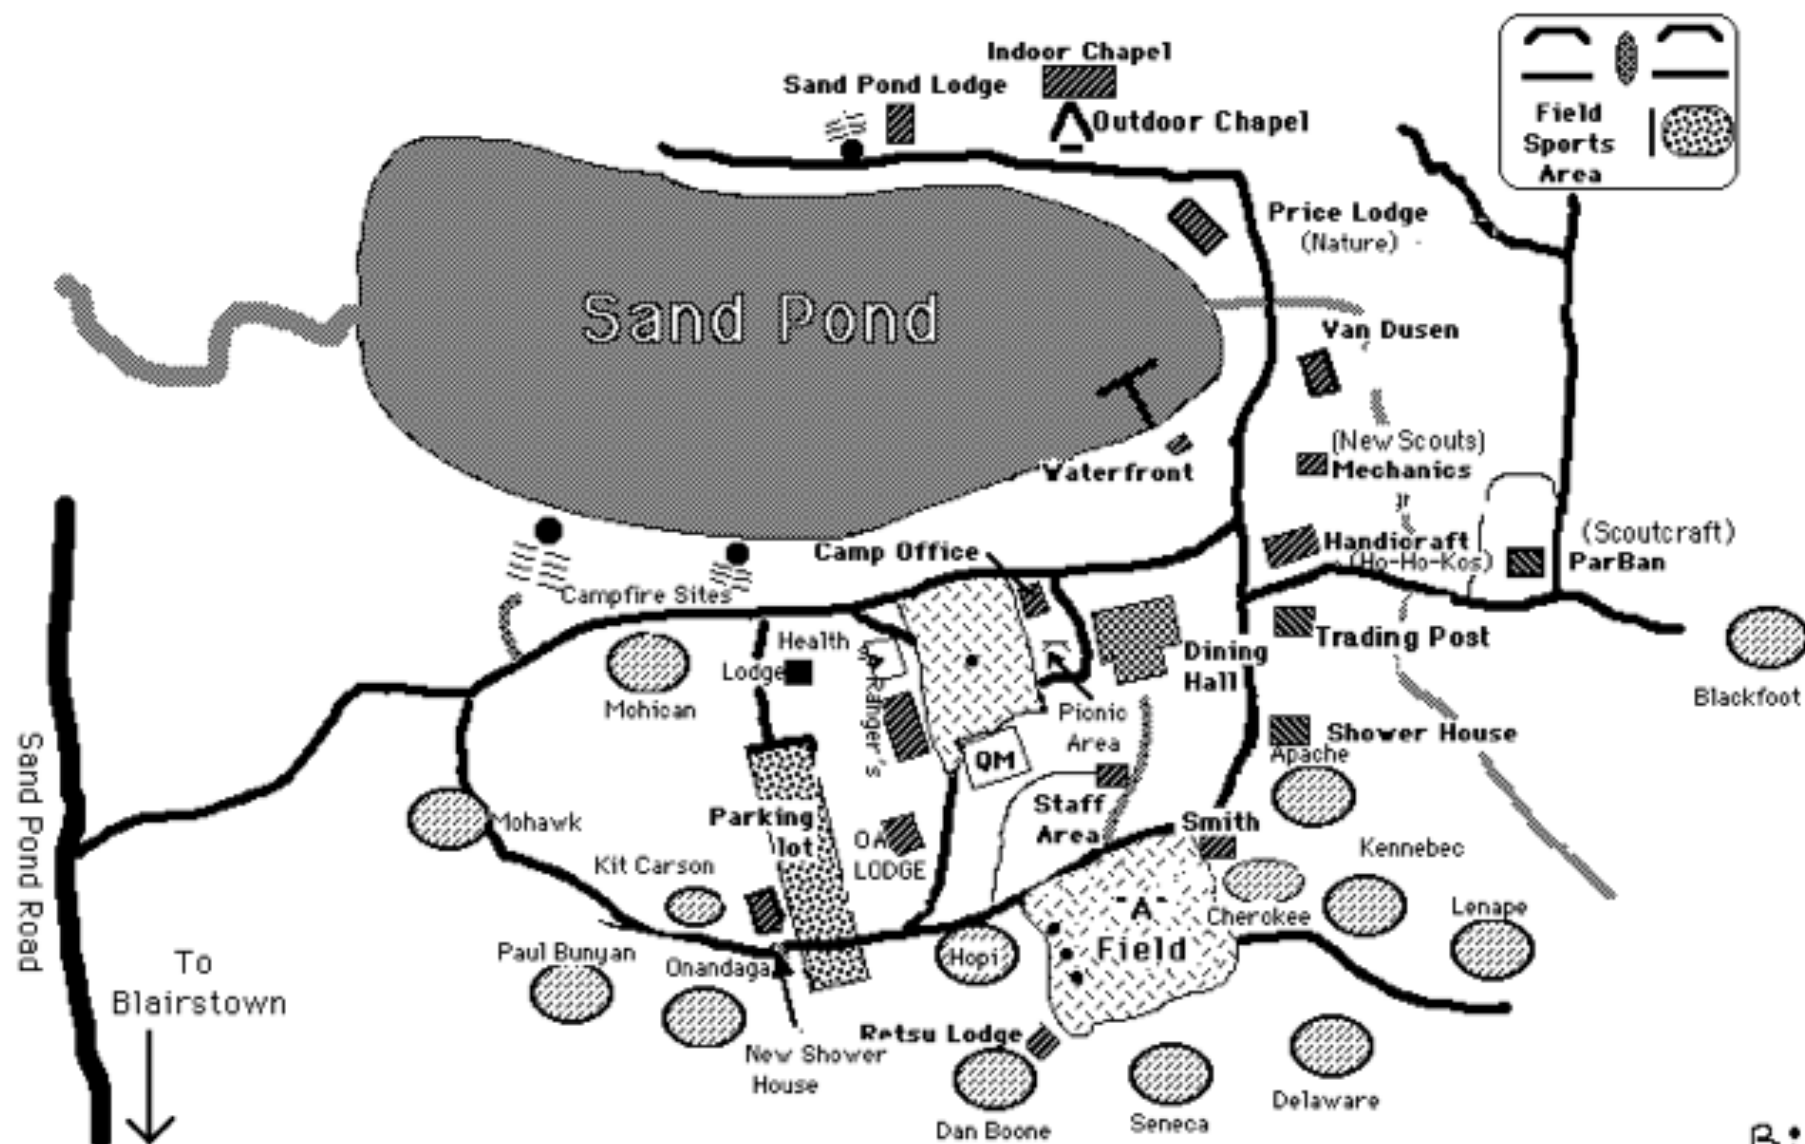 Indoor Chapel
Sand Pond Lodge
Outdoor Chapel
Field
Sports
Area
Price Lodge
(Nature)
Sand Pond
Van Dusen
(New Scouts)
Mechanics
Waterfront
Camp Office
Handicraft
(Ho-Ho-Kos)
(Scoutcraft)
ParBan
Campfire Sites
Health
Lodge
Mohican
Ranger's
Trading Post
Dining
Hall
Blackfoot
Picnic
Area
QM
Shower House
Apache
Sand Pond Road
Mohawk
Parking
lot
Staff
Area
Smith
OA
LODGE
Kit Carson
Kennebec
Cherokee
Lenape
"A"
Field
Hopi
Paul Bunyan
Onandaga
To
Blairstown
New Shower
House
Retsu Lodge
Dan Boone
Seneca
Delaware